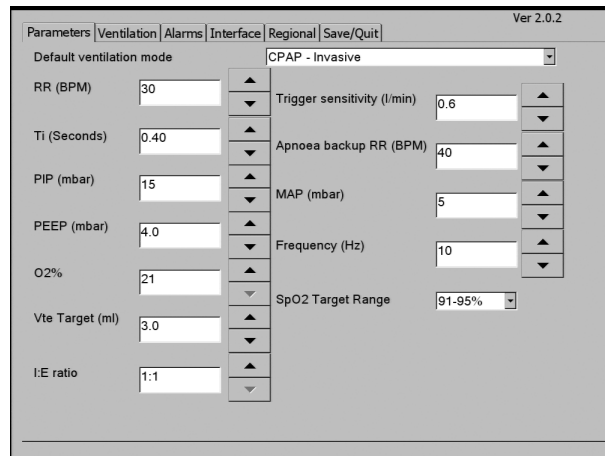 Ver 2.0.2
Parameters Ventilation Alarms Interface Regional Save/Quit
Default ventilation mode CPAP - Invasive
RR (BPM) 30
Ti (Seconds) 0.40
PIP (mbar) 15
PEEP (mbar) 4.0
O2% 21
Vte Target (ml) 3.0
I:E ratio 1:1
Trigger sensitivity (l/min) 0.6
Apnoea backup RR (BPM) 40
MAP (mbar) 5
Frequency (Hz) 10
SpO2 Target Range 91-95%